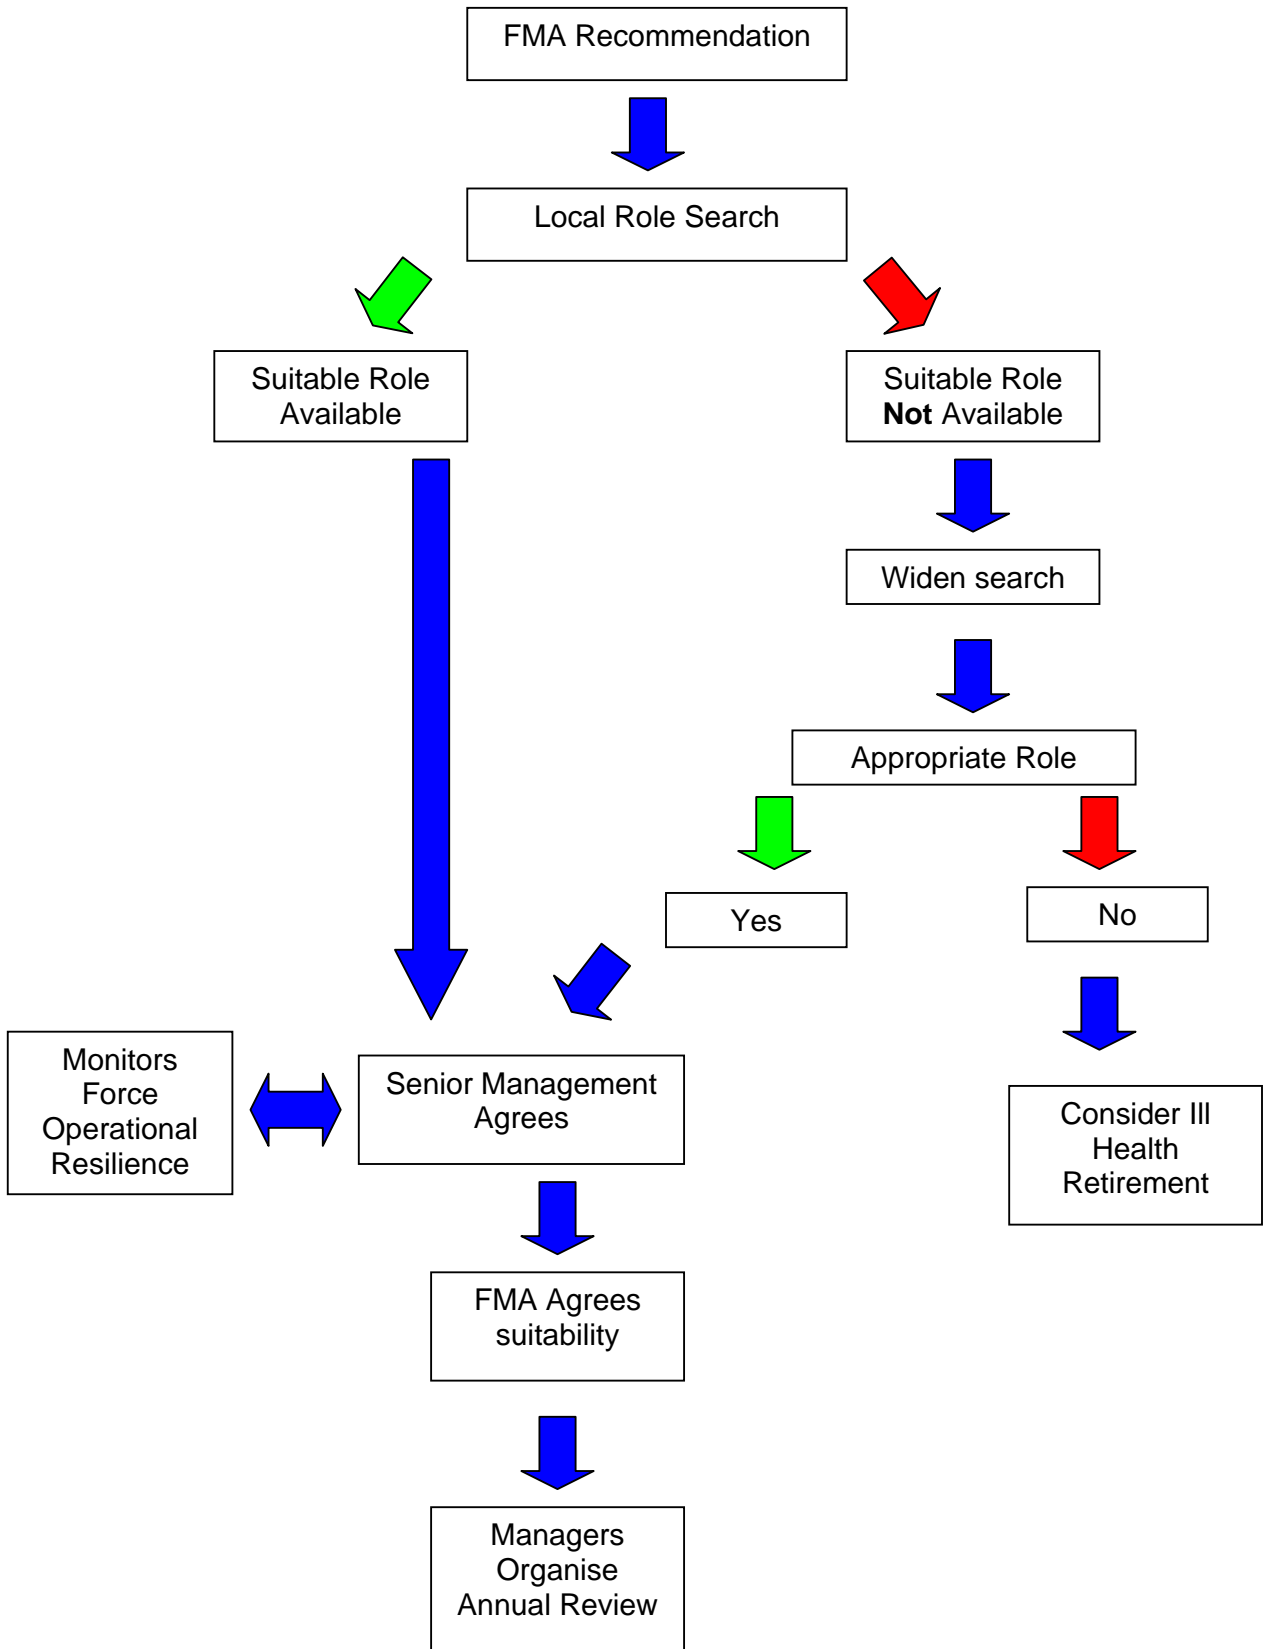 FMA Recommendation
Local Role Search
Suitable Role
Available
Suitable Role
Not Available
Widen search
Appropriate Role
Yes
No
Monitors
Force
Operational
Resilience
Senior Management
Agrees
Consider Ill
Health
Retirement
FMA Agrees
suitability
Managers
Organise
Annual Review